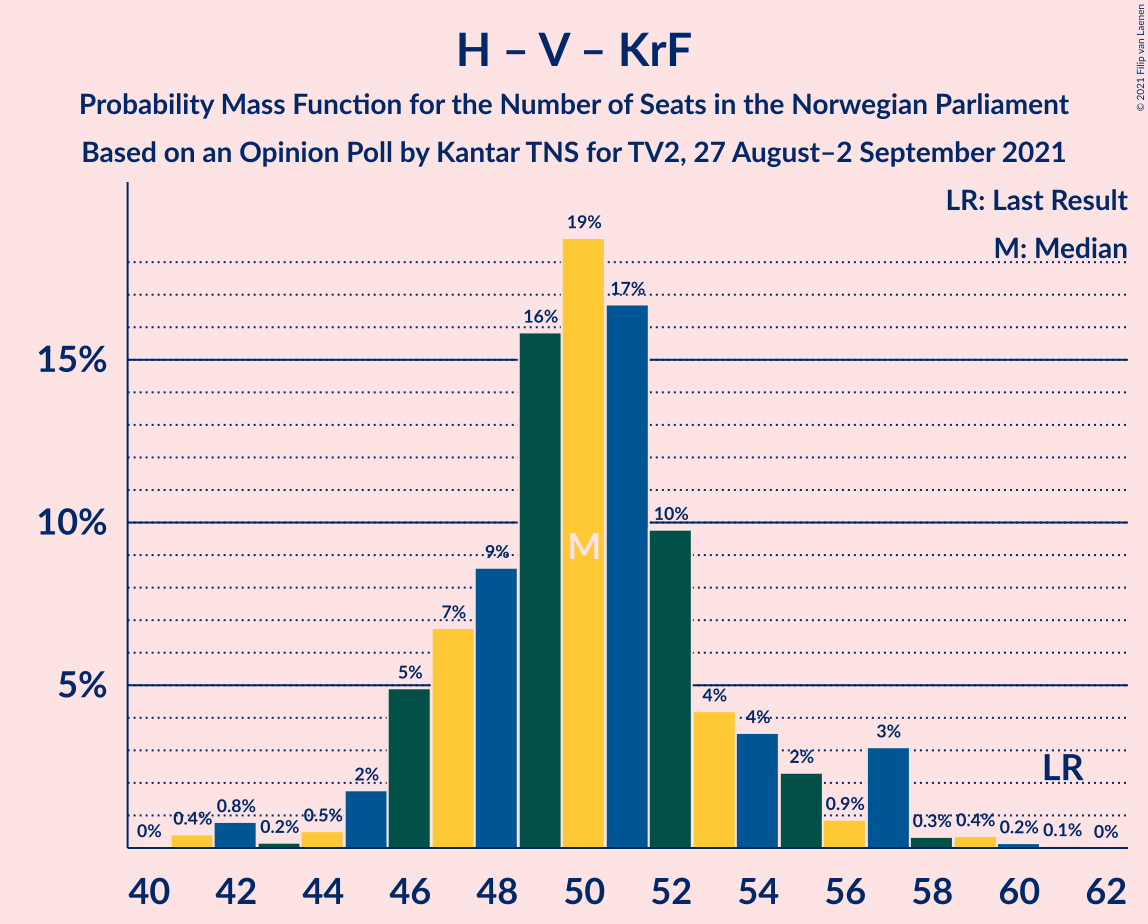 H – V – KrF
Probability Mass Function for the Number of Seats in the Norwegian Parliament
Based on an Opinion Poll by Kantar TNS for TV2, 27 August–2 September 2021
© 2021 Filip van Laenen
LR: Last Result
M: Median
15%
10%
5%
0%
0.4%
0.8%
0.2%
0.5%
2%
5%
7%
9%
16%
19%
17%
10%
4%
4%
2%
0.9%
3%
0.3%
0.4%
0.2%
0.1%
0%
M
LR
40 42 44 46 48 50 52 54 56 58 60 62